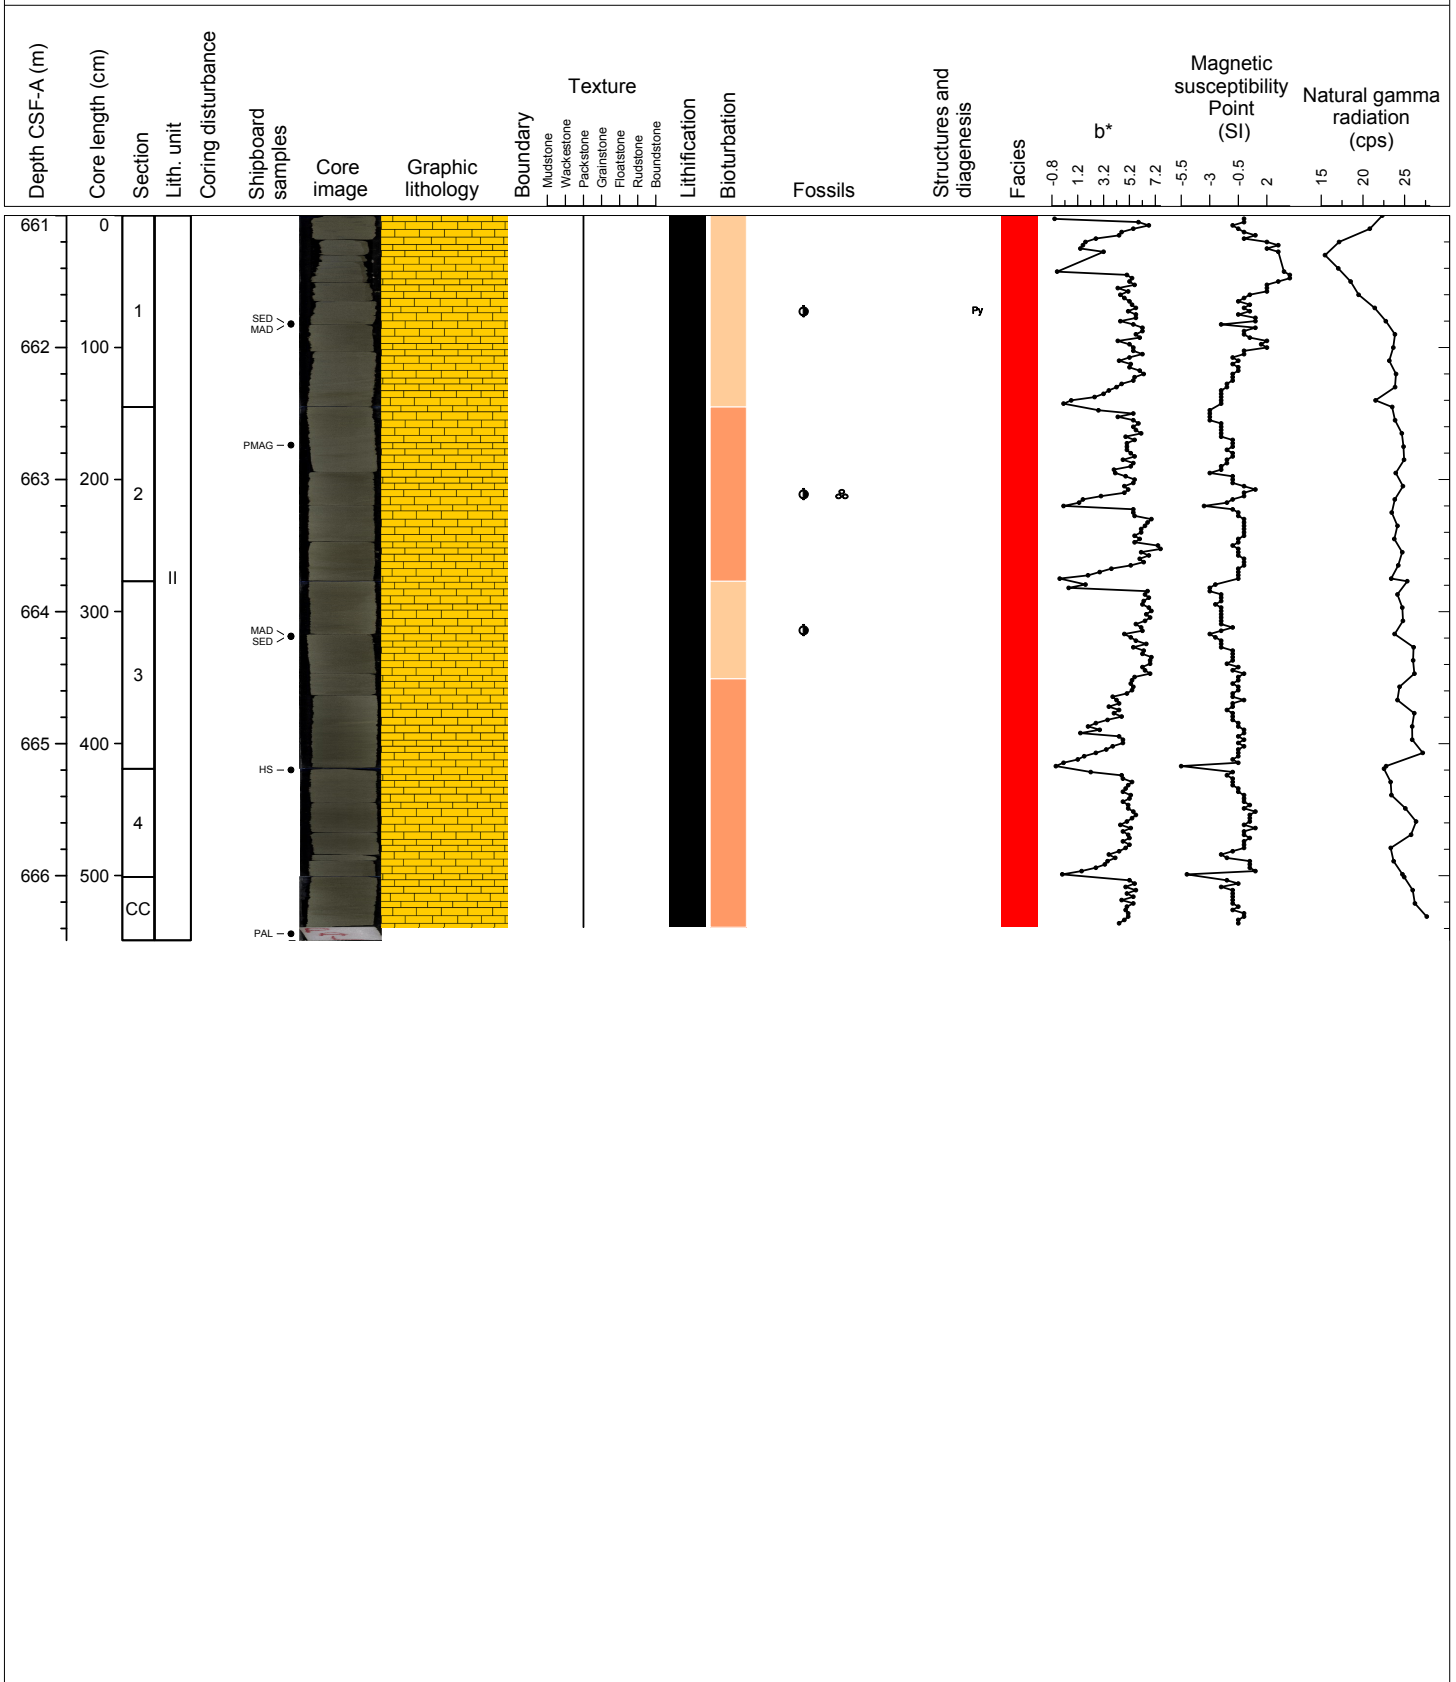 Depth CSF-A (m)
Core length (cm)
Section
Lith. unit
Coring disturbance
Shipboard
samples
Core
image
Graphic
lithology
Boundary
Texture
Mudstone
Wackestone
Packstone
Grainstone
Floatstone
Rudstone
Boundstone
Lithification
Bioturbation
Fossils
Structures and
diagenesis
Facies
b*
-0.8
1.2
3.2
5.2
7.2
Magnetic
susceptibility
Point
(SI)
-5.5
-3
-0.5
2
Natural gamma
radiation
(cps)
15
20
25
661
662
663
664
665
666
0
100
200
300
400
500
1
2
3
4
CC
II
SED
MAD
PMAG
MAD
SED
HS
PAL
Py